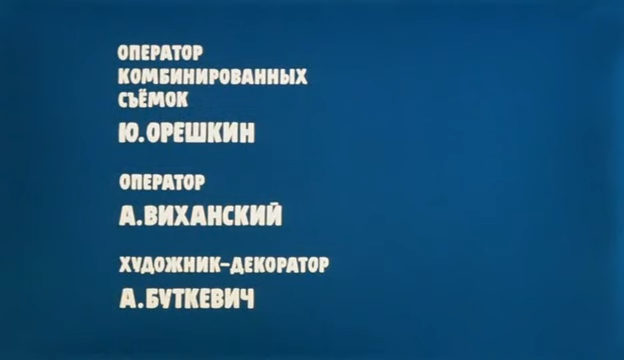 ОПЕРАТОР
КОМБИНИРОВАННЫХ
СЪЁМОК
Ю. ОРЕШКИН
ОПЕРАТОР
А. ВИХАНСКИЙ
ХУДОЖНИК-ДЕКОРАТОР
А. БУТКЕВИЧ